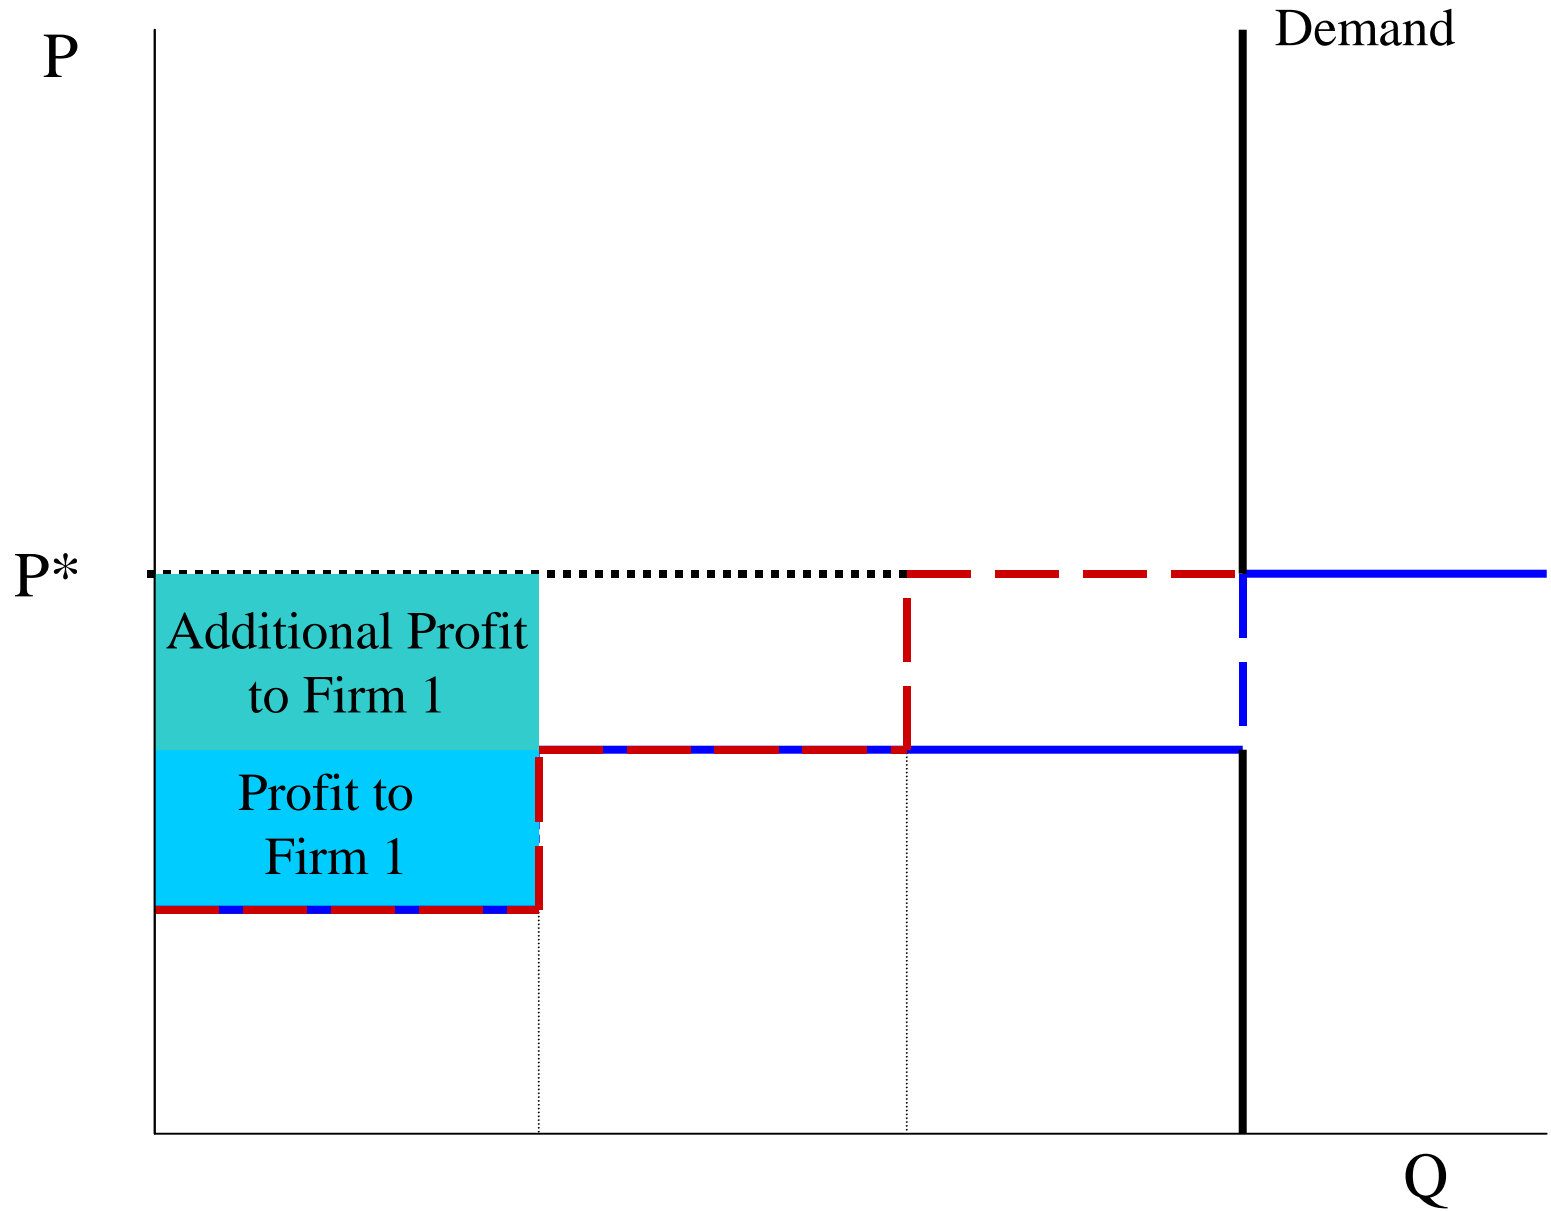 P
Demand
P*
Additional Profit
to Firm 1
Profit to
Firm 1
Q